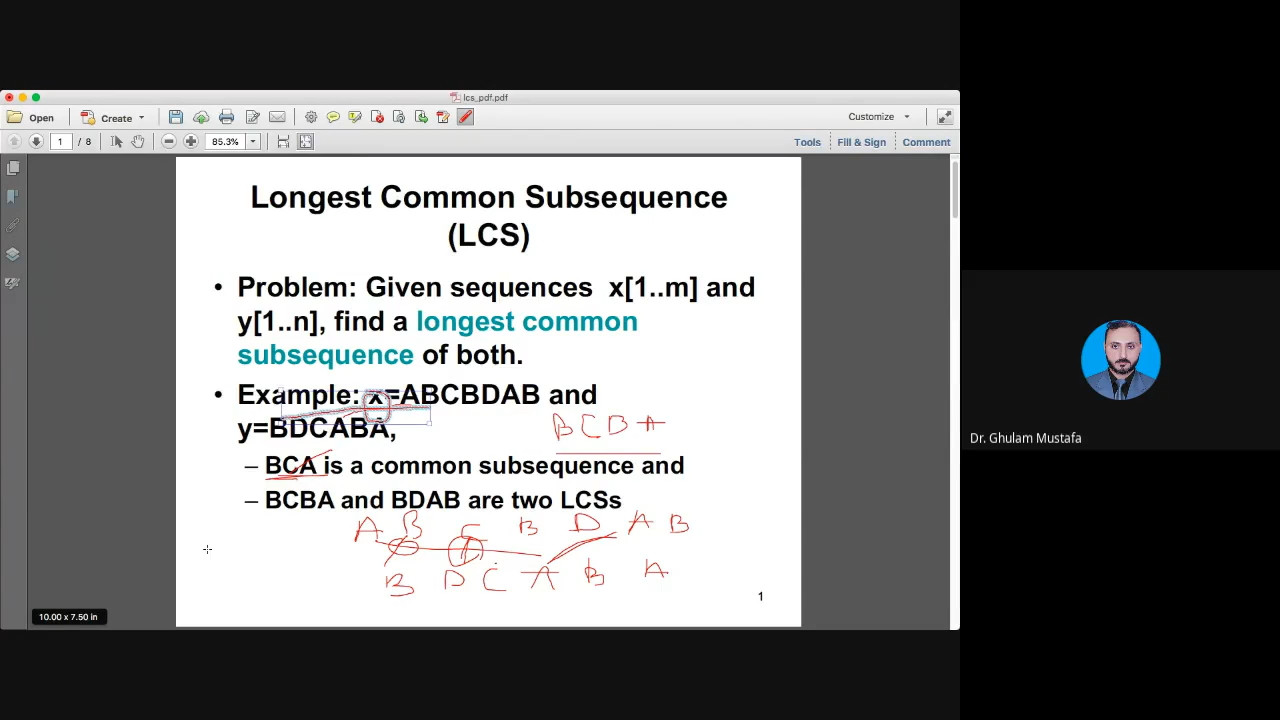 lcs_pdf.pdf
Open Create Customize
1 / 8 85.3% Tools Fill & Sign Comment
Longest Common Subsequence
(LCS)
• Problem: Given sequences x[1..m] and
y[1..n], find a longest common
subsequence of both.
• Example: x=ABCBDAB and
y=BDCABA,
B C B A
– BCA is a common subsequence and
– BCBA and BDAB are two LCSs
A B C B D A B
B D C A B A
1
10.00 x 7.50 in
Dr. Ghulam Mustafa